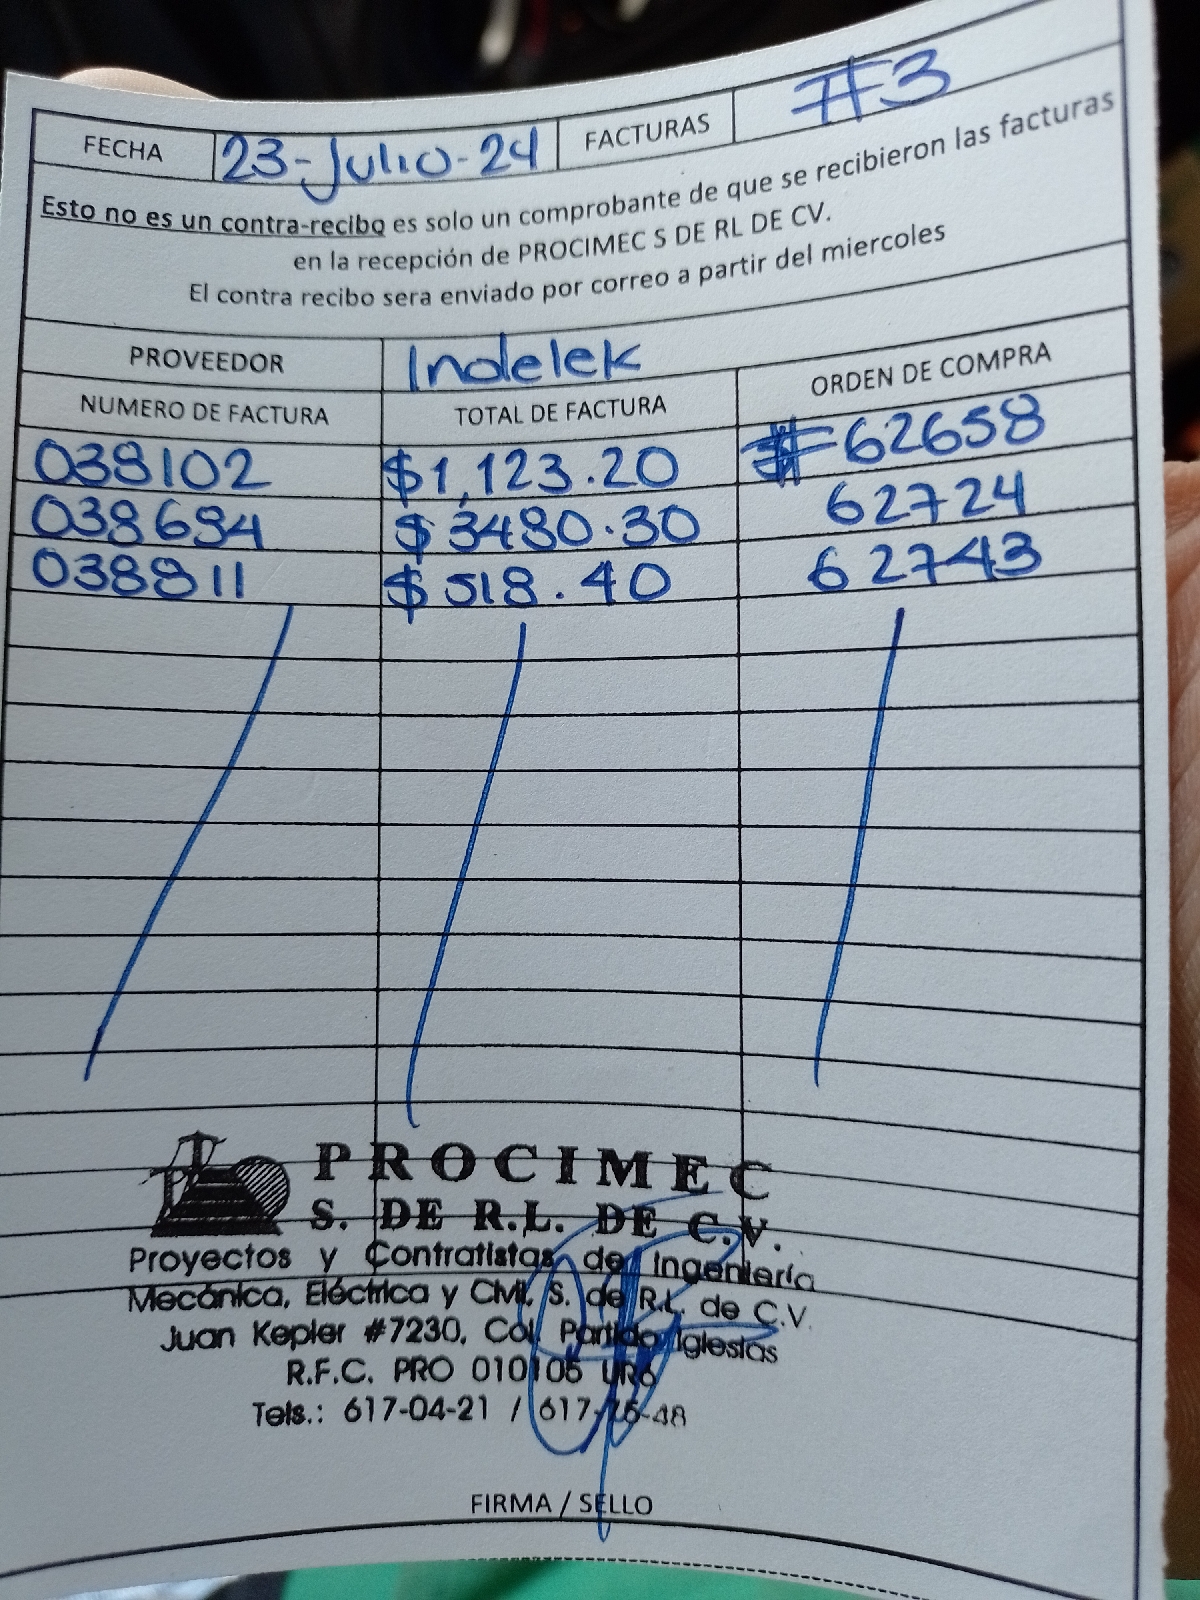 FECHA 23-Julio-24 FACTURAS #3
Esto no es un contra-recibo es solo un comprobante de que se recibieron las facturas
en la recepción de PROCIMEC S DE RL DE CV.
El contra recibo sera enviado por correo a partir del miercoles
PROVEEDOR Indelek
NUMERO DE FACTURA TOTAL DE FACTURA ORDEN DE COMPRA
038102 $1,123.20 #62658
038694 $3480.30 62724
038811 $518.40 62743
PROCIMEC
S. DE R.L. DE C.V.
Proyectos y Contratistas de Ingeniería
Mecánica, Eléctrica y Civil, S. de R.L. de C.V.
Juan Kepler #7230, Col. Partido Iglesias
R.F.C. PRO 010105 UR6
Tels.: 617-04-21 / 617-75-48
FIRMA / SELLO